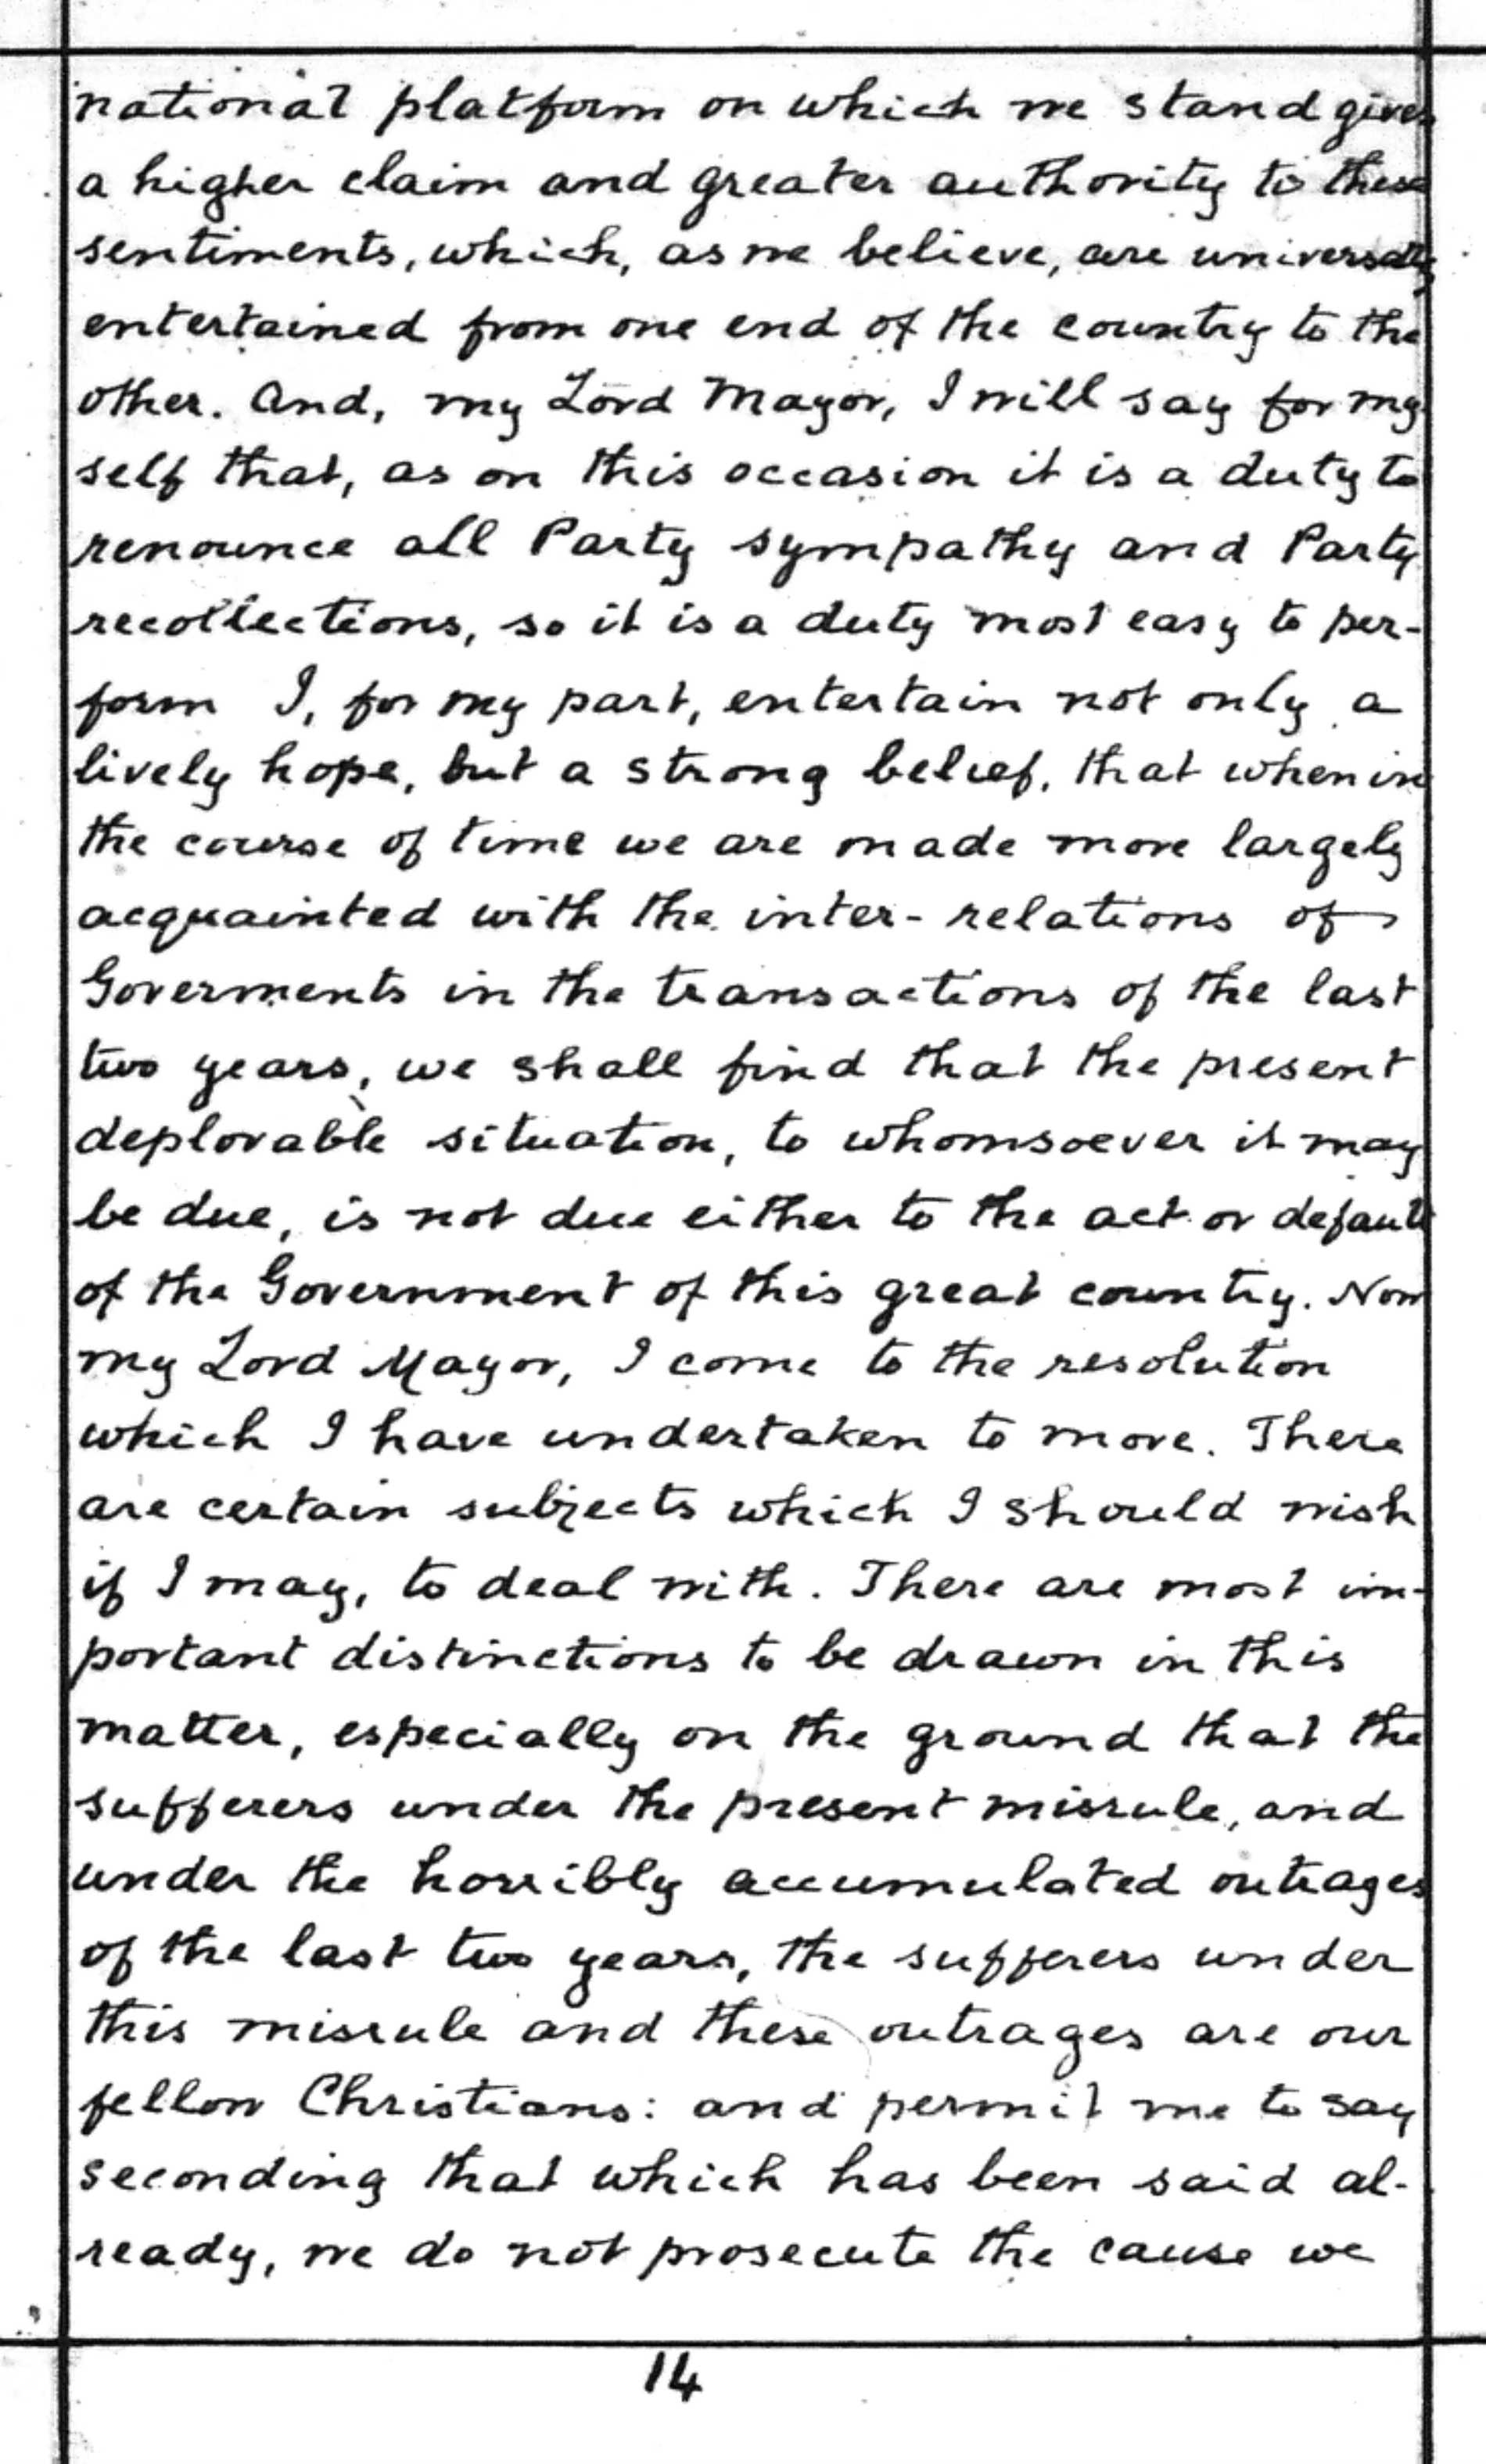 national platform on which we stand gives
a higher claim and greater authority to these
sentiments, which, as we believe, are universally
entertained from one end of the country to the
other. And, my Lord Mayor, I will say for my
self that, as on this occasion it is a duty to
renounce all Party sympathy and Party
recollections, so it is a duty most easy to per-
form I, for my part, entertain not only a
lively hope, but a strong belief, that when in
the course of time we are made more largely
acquainted with the inter-relations of
Goverments in the transactions of the last
two years, we shall find that the present
deplorable situation, to whomsoever it may
be due, is not due either to the act or default
of the Government of this great country. Now
my Lord Mayor, I come to the resolution
which I have undertaken to move. There
are certain subjects which I should wish
if I may, to deal with. There are most im-
portant distinctions to be drawn in this
matter, especially on the ground that the
sufferers under the present misrule, and
under the horribly accumulated outrages
of the last two years, the sufferers under
this misrule and these outrages are our
fellow Christians: and permit me to say
seconding that which has been said al-
ready, we do not prosecute the cause we
14